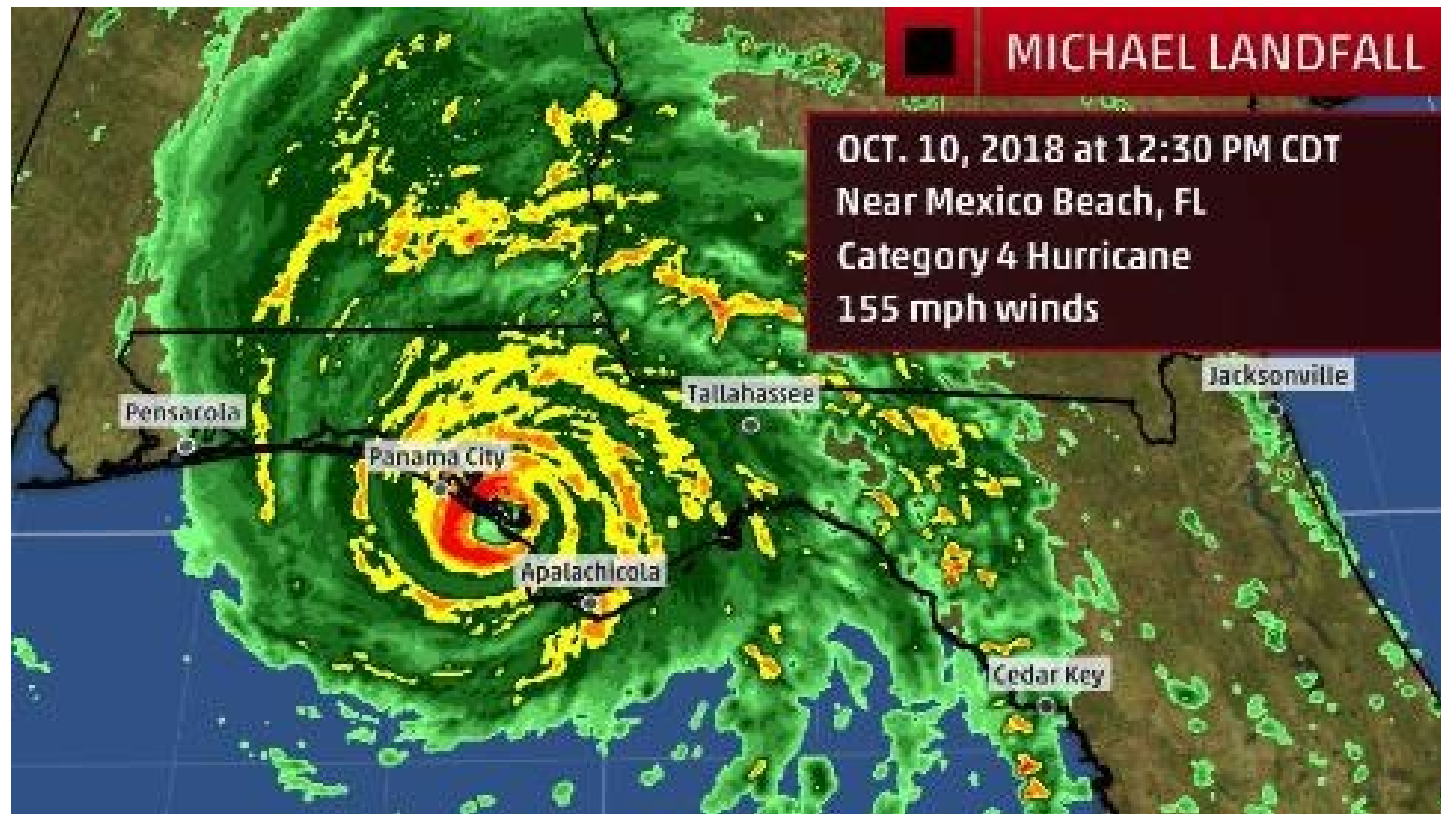 MICHAEL LANDFALL
OCT. 10, 2018 at 12:30 PM CDT
Near Mexico Beach, FL
Category 4 Hurricane
155 mph winds
Jacksonville
Tallahassee
Pensacola
Panama City
Apalachicola
Cedar Key